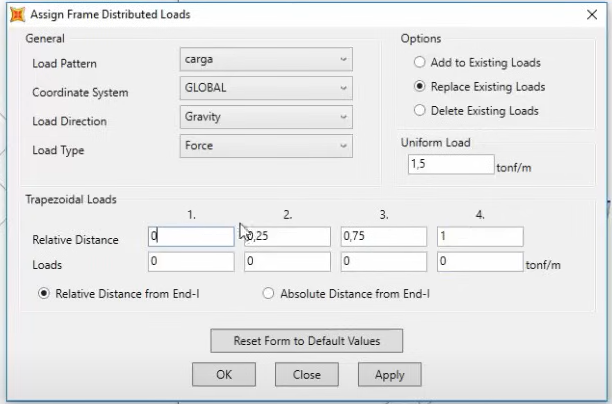 Assign Frame Distributed Loads
General
Load Pattern carga
Coordinate System GLOBAL
Load Direction Gravity
Load Type Force
Options
Add to Existing Loads
Replace Existing Loads
Delete Existing Loads
Uniform Load
1,5 tonf/m
Trapezoidal Loads
1. 2. 3. 4.
Relative Distance 0 0,25 0,75 1
Loads 0 0 0 0 tonf/m
Relative Distance from End-I Absolute Distance from End-I
Reset Form to Default Values
OK Close Apply